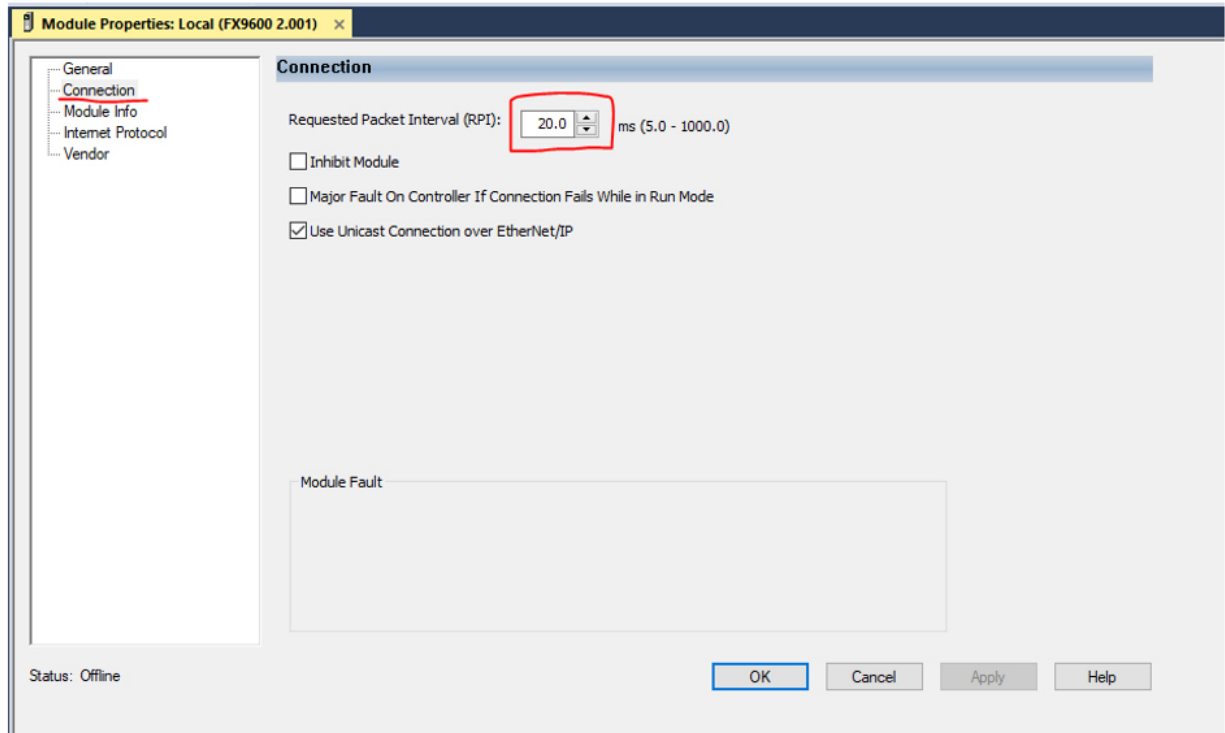 Module Properties: Local (FX9600 2.001) ×
General
Connection
Module Info
Internet Protocol
Vendor
Connection
Requested Packet Interval (RPI): 20.0 ms (5.0 - 1000.0)
Inhibit Module
Major Fault On Controller If Connection Fails While in Run Mode
Use Unicast Connection over EtherNet/IP
Module Fault
Status: Offline
OK Cancel Apply Help